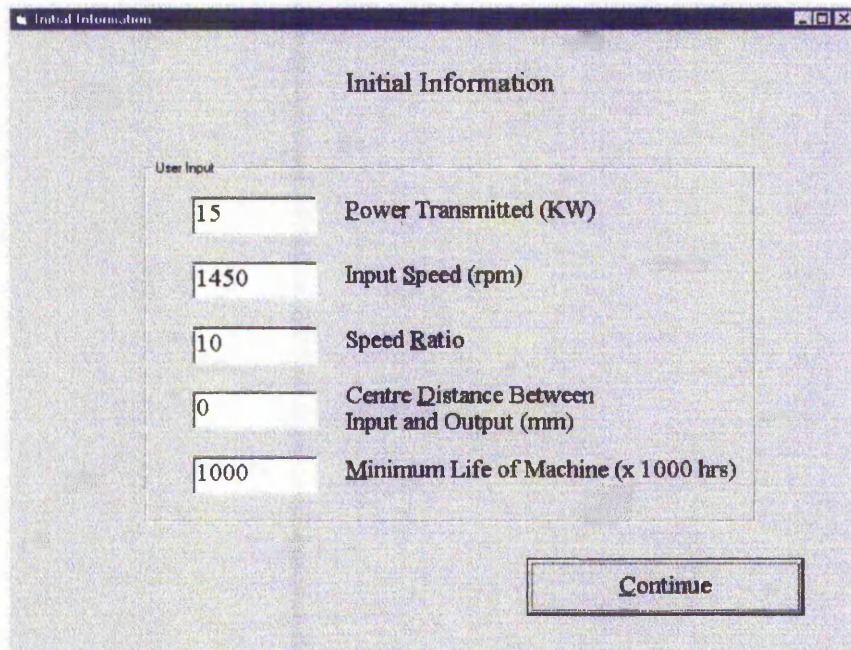 Initial Information
Initial Information
User Input
15
Power Transmitted (KW)
1450
Input Speed (rpm)
10
Speed Ratio
0
Centre Distance Between
Input and Output (mm)
1000
Minimum Life of Machine (x 1000 hrs)
Continue